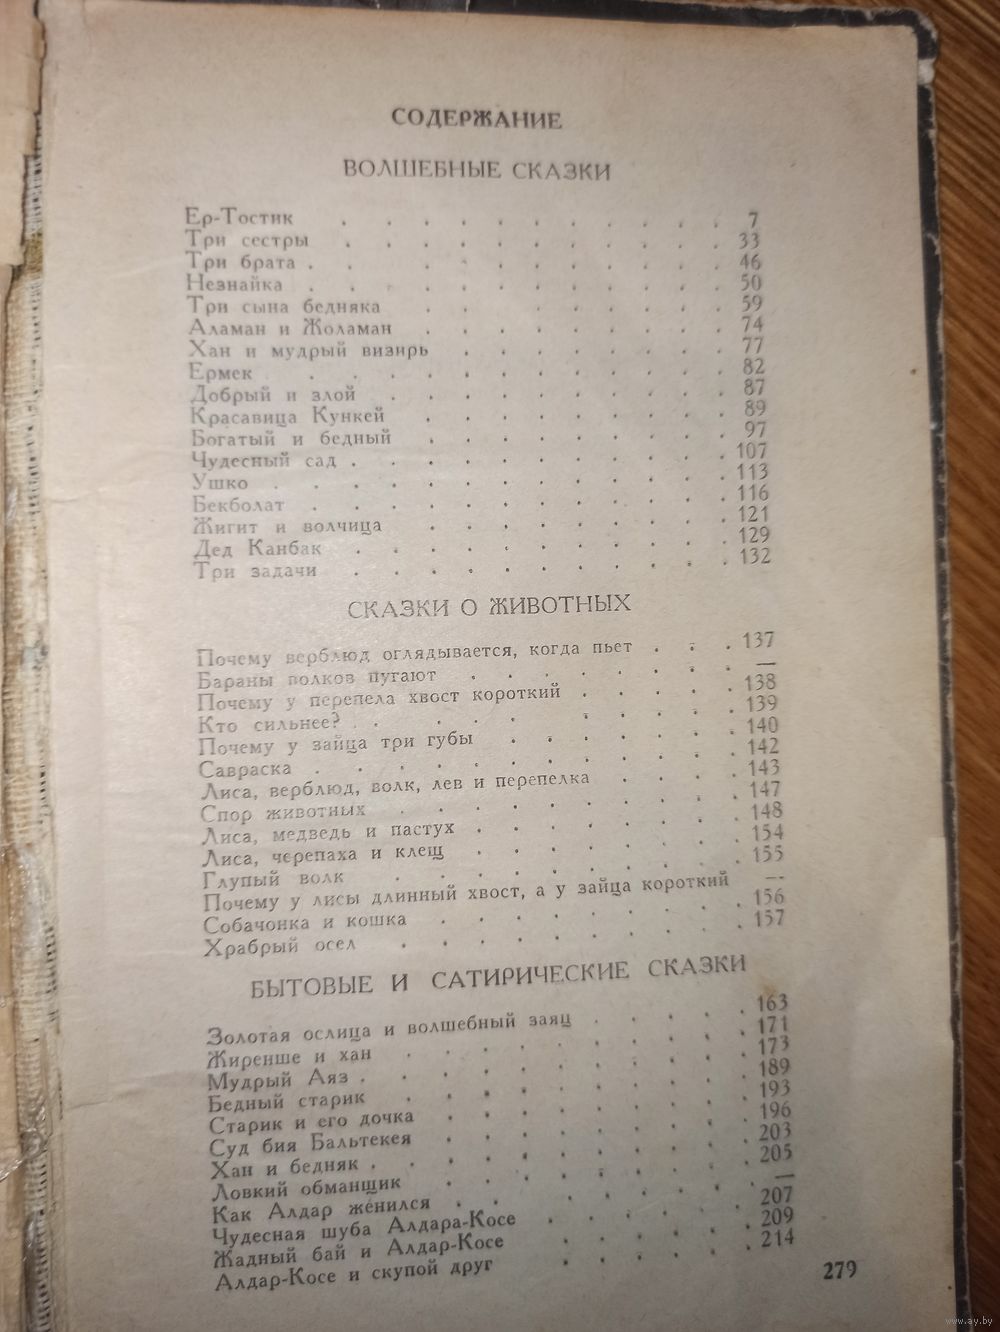 СОДЕРЖАНИЕ
ВОЛШЕБНЫЕ СКАЗКИ
Ер-Тостик . . . . . . . . . . 7
Три сестры . . . . . . . . . . 33
Три брата . . . . . . . . . . 46
Незнайка . . . . . . . . . . 50
Три сына бедняка . . . . . . . . 59
Аламан и Жоламан . . . . . . . . 74
Хан и мудрый визирь . . . . . . . 77
Ермек . . . . . . . . . . 82
Добрый и злой . . . . . . . . . 87
Красавица Кункей . . . . . . . . 89
Богатый и бедный . . . . . . . . 97
Чудесный сад . . . . . . . . . . 107
Ушко . . . . . . . . . . . 113
Бекболат . . . . . . . . . . 116
Жигит и волчица . . . . . . . . 121
Дед Канбак . . . . . . . . . . 129
Три задачи . . . . . . . . . . 132
СКАЗКИ О ЖИВОТНЫХ
Почему верблюд оглядывается, когда пьет . . . 137
Бараны волков пугают . . . . . . . —
Почему у перепела хвост короткий . . . . . 138
Кто сильнее? . . . . . . . . . 139
Почему у зайца три губы . . . . . . 140
Савраска . . . . . . . . . . 142
Лиса, верблюд, волк, лев и перепелка . . . . 143
Спор животных . . . . . . . . . 147
Лиса, медведь и пастух . . . . . . . 148
Лиса, черепаха и клещ . . . . . . . 154
Глупый волк . . . . . . . . . 155
Почему у лисы длинный хвост, а у зайца короткий —
Собачонка и кошка . . . . . . . . 156
Храбрый осел . . . . . . . . . 157
БЫТОВЫЕ И САТИРИЧЕСКИЕ СКАЗКИ
Золотая ослица и волшебный заяц . . . . . 163
Жиренше и хан . . . . . . . . . 171
Мудрый Аяз . . . . . . . . . . 173
Бедный старик . . . . . . . . . 189
Старик и его дочка . . . . . . . . 193
Суд бия Бальтекея . . . . . . . . 196
Хан и бедняк . . . . . . . . . . 203
Ловкий обманщик . . . . . . . . 205
Как Алдар женился . . . . . . . . —
Чудесная шуба Алдара-Косе . . . . . . 207
Жадный бай и Алдар-Косе . . . . . . 209
Алдар-Косе и скупой друг . . . . . . 214
279
www.ay.by